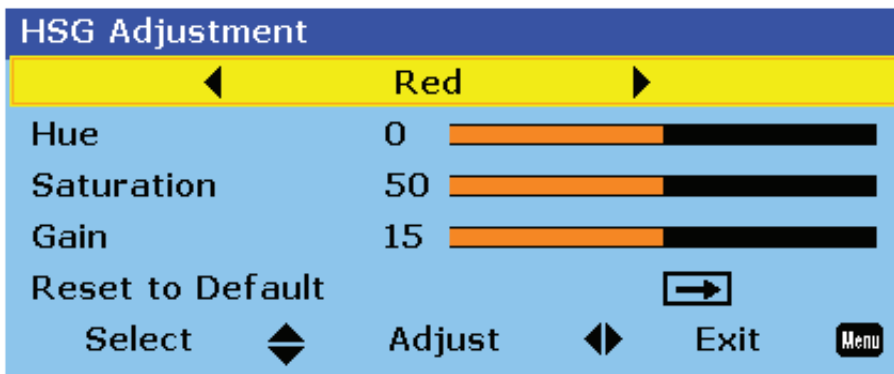 HSG Adjustment
Red
Hue 0
Saturation 50
Gain 15
Reset to Default
Select Adjust Exit Menu